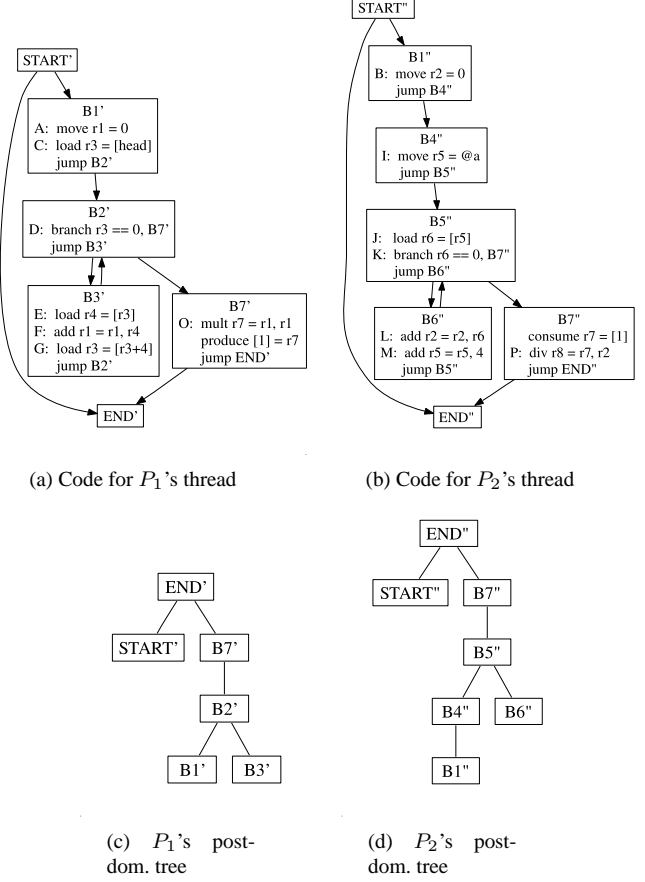 START'
B1'
A: move r1 = 0
C: load r3 = [head]
jump B2'
B2'
D: branch r3 == 0, B7'
jump B3'
B3'
E: load r4 = [r3]
F: add r1 = r1, r4
G: load r3 = [r3+4]
jump B2'
B7'
O: mult r7 = r1, r1
produce [1] = r7
jump END'
END'
(a) Code for P1's thread
START"
B1"
B: move r2 = 0
jump B4"
B4"
I: move r5 = @a
jump B5"
B5"
J: load r6 = [r5]
K: branch r6 == 0, B7"
jump B6"
B6"
L: add r2 = r2, r6
M: add r5 = r5, 4
jump B5"
B7"
consume r7 = [1]
P: div r8 = r7, r2
jump END"
END"
(b) Code for P2's thread
END'
START' B7'
B2'
B1' B3'
(c) P1's post-
dom. tree
END"
START" B7"
B5"
B4" B6"
B1"
(d) P2's post-
dom. tree